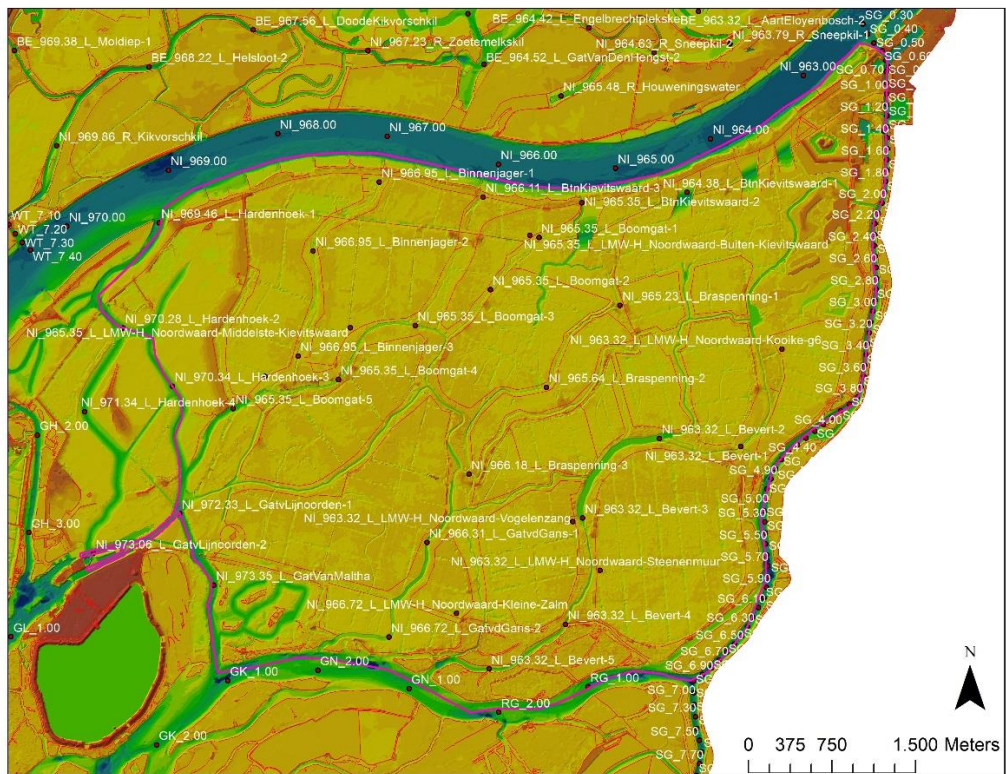 BE_967.56_L_DoodeKikvorschkil
BE_964.42_L_Engelbrechtplekske
BE_963.32_L_AartEloyenbosch-2
SG_0.30
BE_969.38_L_Moldiep-1
NI_967.23_R_Zoetemelkskil
NI_964.63_R_Sneepkil-2
NI_963.79_R_Sneepkil-1
SG_0.40
SG_0.50
BE_968.22_L_Helsloot-2
BE_964.52_L_GatVanDenHengst-2
SG_0.70
NI_963.00
NI_965.48_R_Houweningswater
SG_1.00
SG_1.20
NI_969.86_R_Kikvorschkil
NI_968.00
NI_967.00
NI_964.00
SG_1.40
NI_969.00
NI_966.00
NI_965.00
SG_1.60
NI_966.95_L_Binnenjager-1
SG_1.80
NI_966.11_L_BtnKievitswaard-3
NI_964.38_L_BtnKievitswaard-1
SG_2.00
NI_965.35_L_BtnKievitswaard-2
WT_7.10
NI_970.00
NI_969.46_L_Hardenhoek-1
SG_2.20
WT_7.20
NI_965.35_L_Boomgat-1
SG_2.40
WT_7.30
NI_966.95_L_Binnenjager-2
NI_965.35_L_LMW-H_Noordwaard-Buiten-Kievitswaard
WT_7.40
SG_2.60
NI_965.35_L_Boomgat-2
SG_2.80
NI_965.23_L_Braspenning-1
SG_3.00
NI_970.28_L_Hardenhoek-2
NI_965.35_L_Boomgat-3
SG_3.20
NI_965.35_L_LMW-H_Noordwaard-Middelste-Kievitswaard
NI_963.32_L_LMW-H_Noordwaard-Kooike-g6
SG_3.40
NI_966.95_L_Binnenjager-3
SG_3.60
NI_970.34_L_Hardenhoek-3
NI_965.35_L_Boomgat-4
NI_965.64_L_Braspenning-2
SG_3.80
NI_971.34_L_Hardenhoek-4
NI_965.35_L_Boomgat-5
SG_4.00
GH_2.00
NI_963.32_L_Bevert-2
SG_4.40
NI_963.32_L_Bevert-1
NI_966.18_L_Braspenning-3
SG_4.90
SG_5.00
NI_972.33_L_GatvLijnoorden-1
NI_963.32_L_LMW-H_Noordwaard-Vogelenzang
NI_963.32_L_Bevert-3
SG_5.30
GH_3.00
NI_966.31_L_GatvdGans-1
SG_5.50
NI_973.06_L_GatvLijnoorden-2
SG_5.70
NI_963.32_L_LMW-H_Noordwaard-Steenenmuur
NI_973.35_L_GatVanMaltha
SG_5.90
SG_6.10
NI_966.72_L_LMW-H_Noordwaard-Kleine-Zalm
NI_963.32_L_Bevert-4
SG_6.30
GL_1.00
NI_966.72_L_GatvdGans-2
SG_6.50
SG_6.70
GK_1.00
GN_2.00
NI_963.32_L_Bevert-5
SG_6.90
GN_1.00
RG_1.00
SG_7.00
RG_2.00
SG_7.30
GK_2.00
SG_7.50
SG_7.70
N
0 375 750 1.500 Meters